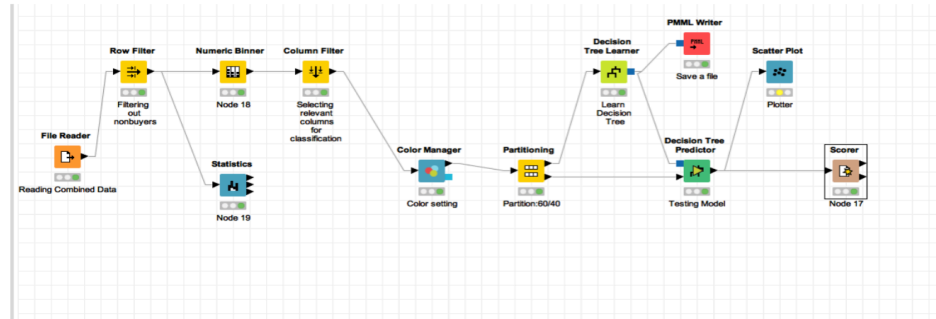 PMML Writer
Row Filter
Numeric Binner
Column Filter
Decision
Tree Learner
Scatter Plot
PMML
Save a file
Filtering
out
nonbuyers
Node 18
Selecting
relevant
columns
for
classification
Learn
Decision
Tree
Plotter
File Reader
Reading Combined Data
Statistics
Node 19
Color Manager
Color setting
Partitioning
Partition:60/40
Decision Tree
Predictor
Testing Model
Scorer
Node 17